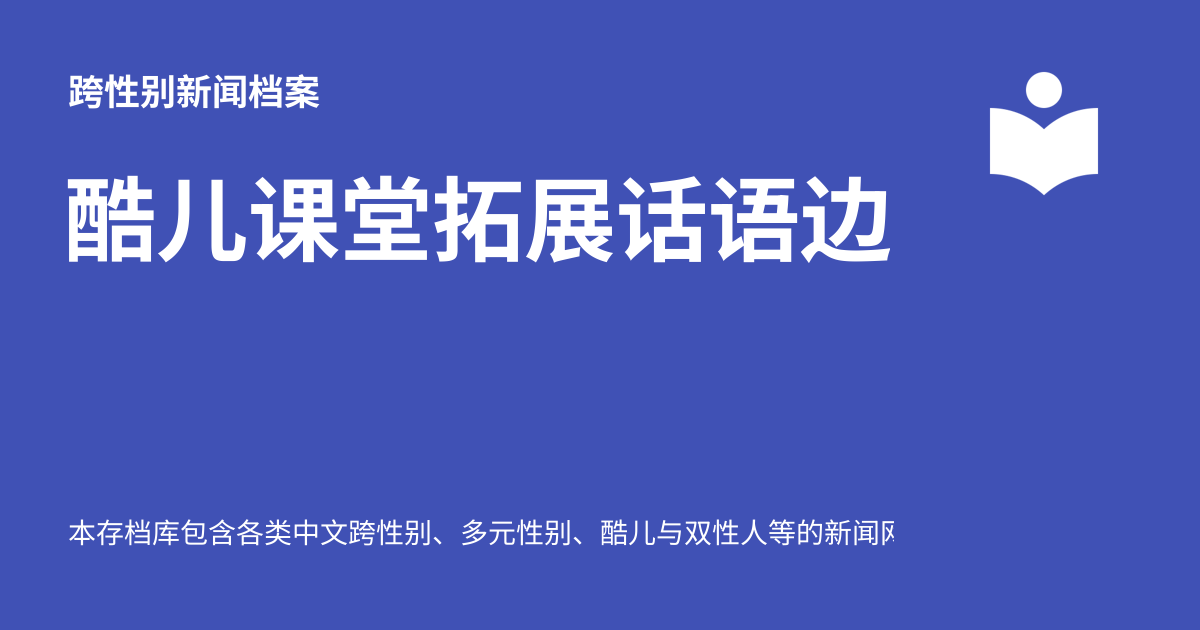 跨性别新闻档案
酷儿课堂拓展话语边
本存档库包含各类中文跨性别、多元性别、酷儿与双性人等的新闻